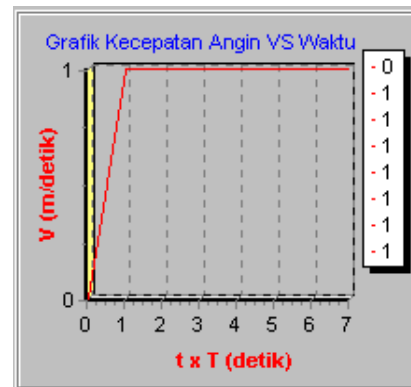 Grafik Kecepatan Angin VS Waktu
1
0
V (m/detik)
0 1 2 3 4 5 6 7
t x T (detik)
- 0
- 1
- 1
- 1
- 1
- 1
- 1
- 1